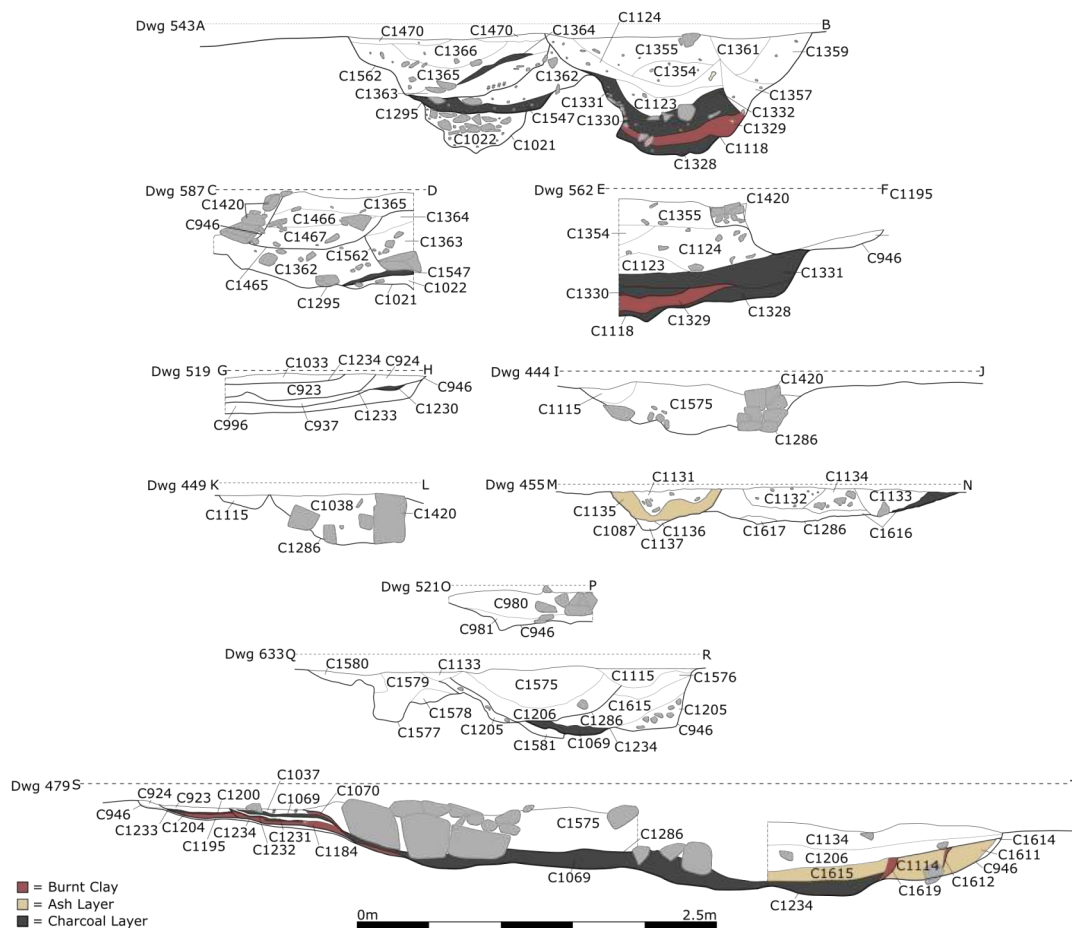 Dwg 543A B
C1470 C1470 C1364 C1124
C1366 C1355 C1361 C1359
C1562 C1365 C1362 C1354
C1363 C1331 C1123 C1357
C1295 C1547 C1330 C1332
C1022 C1021 C1329
C1118
C1328
Dwg 587 C D
C1420 C1365
C946 C1466 C1364
C1467 C1363
C1362 C1562 C1547
C1465 C1022
C1295 C1021
Dwg 562 E F
C1195
C1420
C1355
C1354 C1124 C946
C1123 C1331
C1330 C1328
C1118 C1329
Dwg 519 G H
C1033 C1234 C924
C923 C946
C1233 C1230
C996 C937
Dwg 444 I J
C1420
C1115 C1575
C1286
Dwg 449 K L
C1038
C1115 C1420
C1286
Dwg 455 M N
C1131 C1134
C1135 C1132 C1133
C1087 C1136 C1286
C1137 C1617 C1616
Dwg 521O P
C980
C981 C946
Dwg 633Q R
C1580 C1133 C1115 C1576
C1579 C1575
C1578 C1206 C1615 C1205
C1577 C1205 C1286 C946
C1581 C1069 C1234
Dwg 479 S
C1037
C924 C923 C1200 C1069 C1070
C946 C1575 C1286
C1233 C1204 C1234 C1231
C1195 C1232 C1184
C1069
C1134 C1614
C1206 C1611
C1615 C1114 C946
C1612
C1619
C1234
= Burnt Clay
= Ash Layer
= Charcoal Layer
0m 2.5m